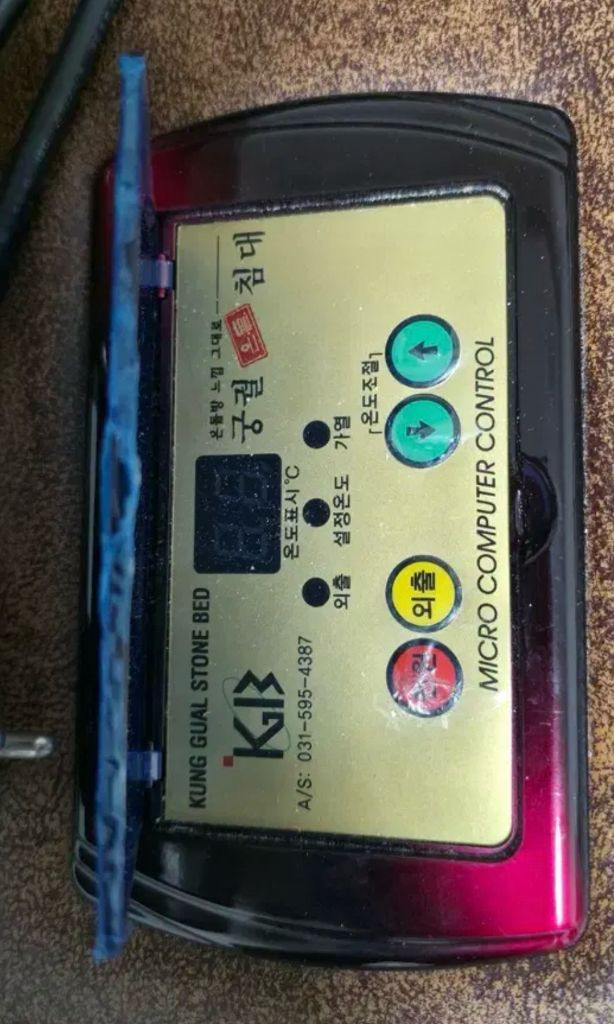 KUNG GUAL STONE BED
온돌방 느낌 그대로
궁궐 온돌 침대
KGB
A/S: 031-595-4387
온도표시 °C
외출 설정온도 가열
「온도조절」
전원 외출
MICRO COMPUTER CONTROL